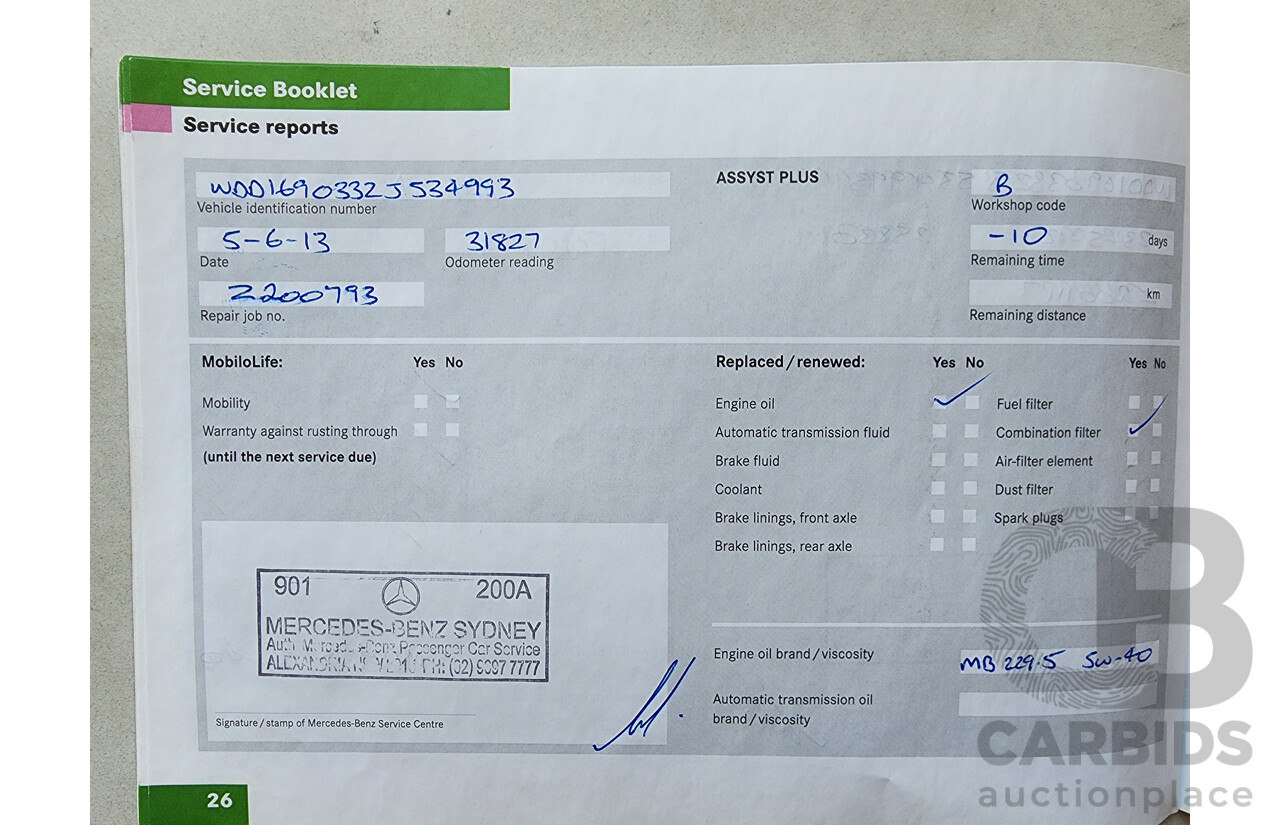 Service Booklet
Service reports
WDD1690332J534993
Vehicle identification number
5-6-13
Date
31827
Odometer reading
2200793
Repair job no.
ASSYST PLUS
B
Workshop code
-10 days
Remaining time
km
Remaining distance
MobiloLife: Yes No
Mobility
Warranty against rusting through
(until the next service due)
Replaced/renewed: Yes No Yes No
Engine oil
Automatic transmission fluid
Brake fluid
Coolant
Brake linings, front axle
Brake linings, rear axle
Fuel filter
Combination filter
Air-filter element
Dust filter
Spark plugs
901 200A
MERCEDES-BENZ SYDNEY
Passenger Car Service
7777
Signature/stamp of Mercedes-Benz Service Centre
Engine oil brand/viscosity
MB 229.5 5W-40
Automatic transmission oil
brand/viscosity
26
CARBIDS
auctionplace